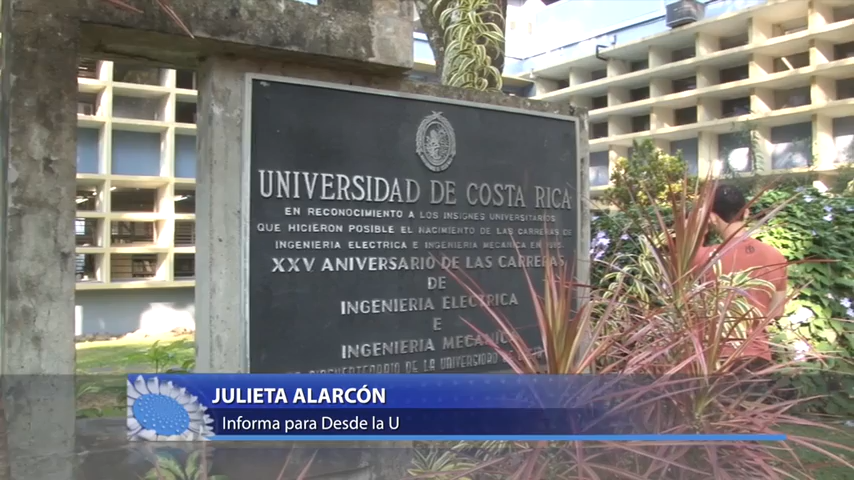 UNIVERSIDAD DE COSTA RICA
EN RECONOCIMIENTO A LOS INSIGNES UNIVERSITARIOS
QUE HICIERON POSIBLE EL NACIMIENTO DE LAS CARRERAS DE
INGENIERIA ELECTRICA E INGENIERIA MECANICA EN
XXV ANIVERSARIO DE LAS CARRERAS
DE
INGENIERIA ELECTRICA
E
INGENIERIA MECANICA
DE LA UNIVERSIDAD DE
JULIETA ALARCÓN
Informa para Desde la U